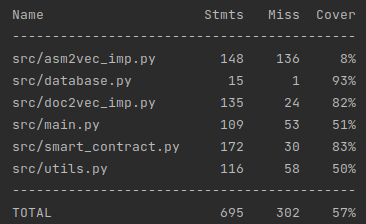 Name                    Stmts   Miss  Cover
-------------------------------------------
src/asm2vec_imp.py        148    136     8%
src/database.py            15      1    93%
src/doc2vec_imp.py        135     24    82%
src/main.py               109     53    51%
src/smart_contract.py     172     30    83%
src/utils.py              116     58    50%
-------------------------------------------
TOTAL                     695    302    57%